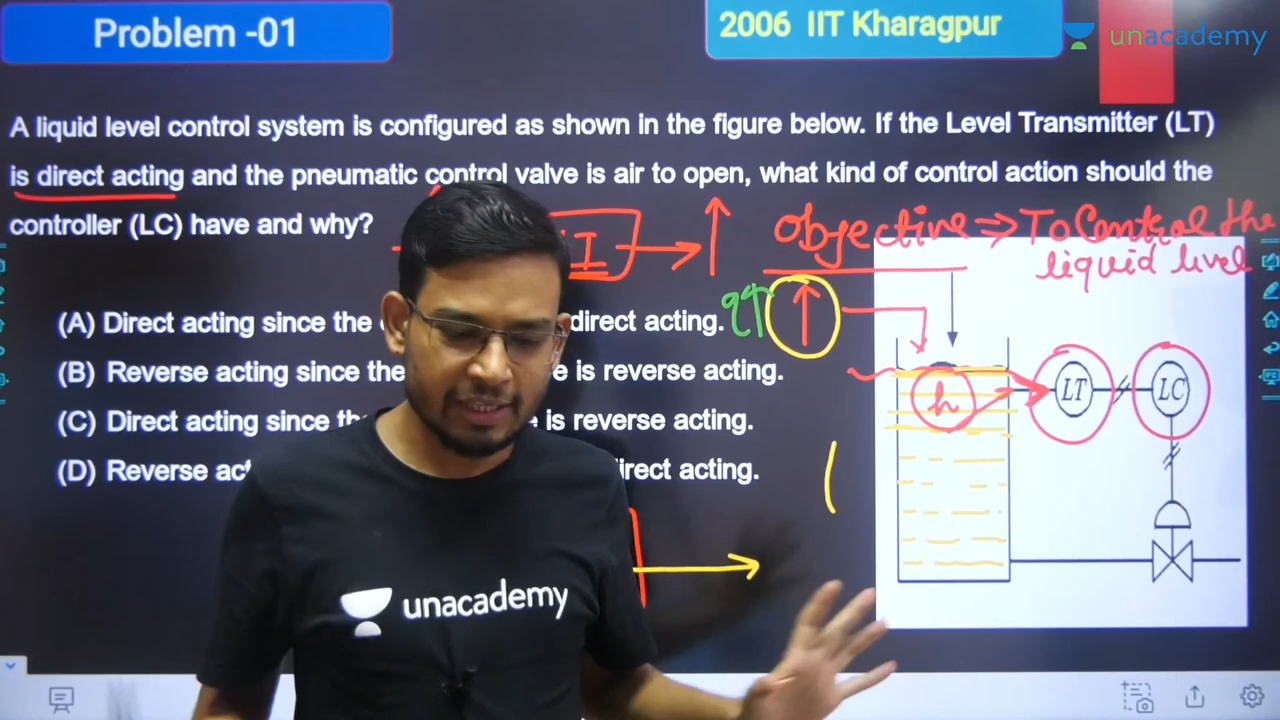 Problem -01
2006 IIT Kharagpur
unacademy
A liquid level control system is configured as shown in the figure below. If the Level Transmitter (LT)
is direct acting and the pneumatic control valve is air to open, what kind of control action should the
controller (LC) have and why?
I
Objective ⇒ To Control the
liquid level
(A) Direct acting since the direct acting.
(B) Reverse acting since the is reverse acting.
(C) Direct acting since is reverse acting.
(D) Reverse direct acting.
h
LT
LC
unacademy